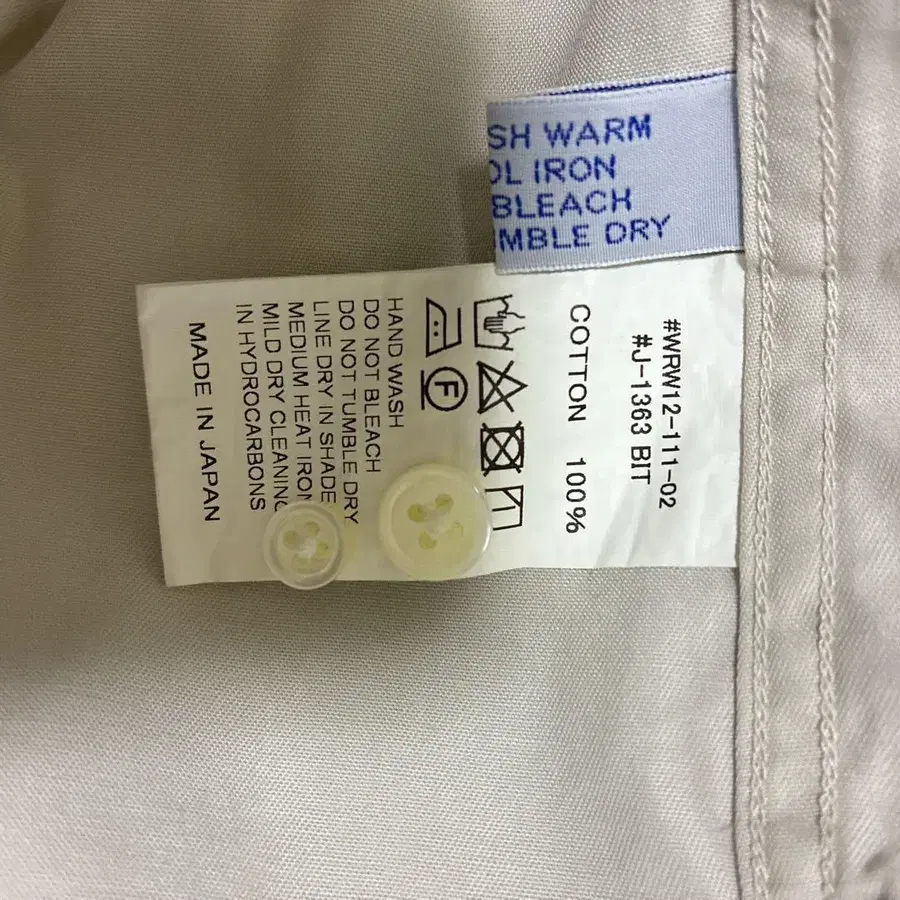 SH WARM
OL IRON
BLEACH
MBLE DRY
#WRW12-111-02
#J-1363 BIT
COTTON 100%
F
HAND WASH
DO NOT BLEACH
DO NOT TUMBLE DRY
LINE DRY IN SHADE
MEDIUM HEAT IRON
MILD DRY CLEANING
IN HYDROCARBONS
MADE IN JAPAN